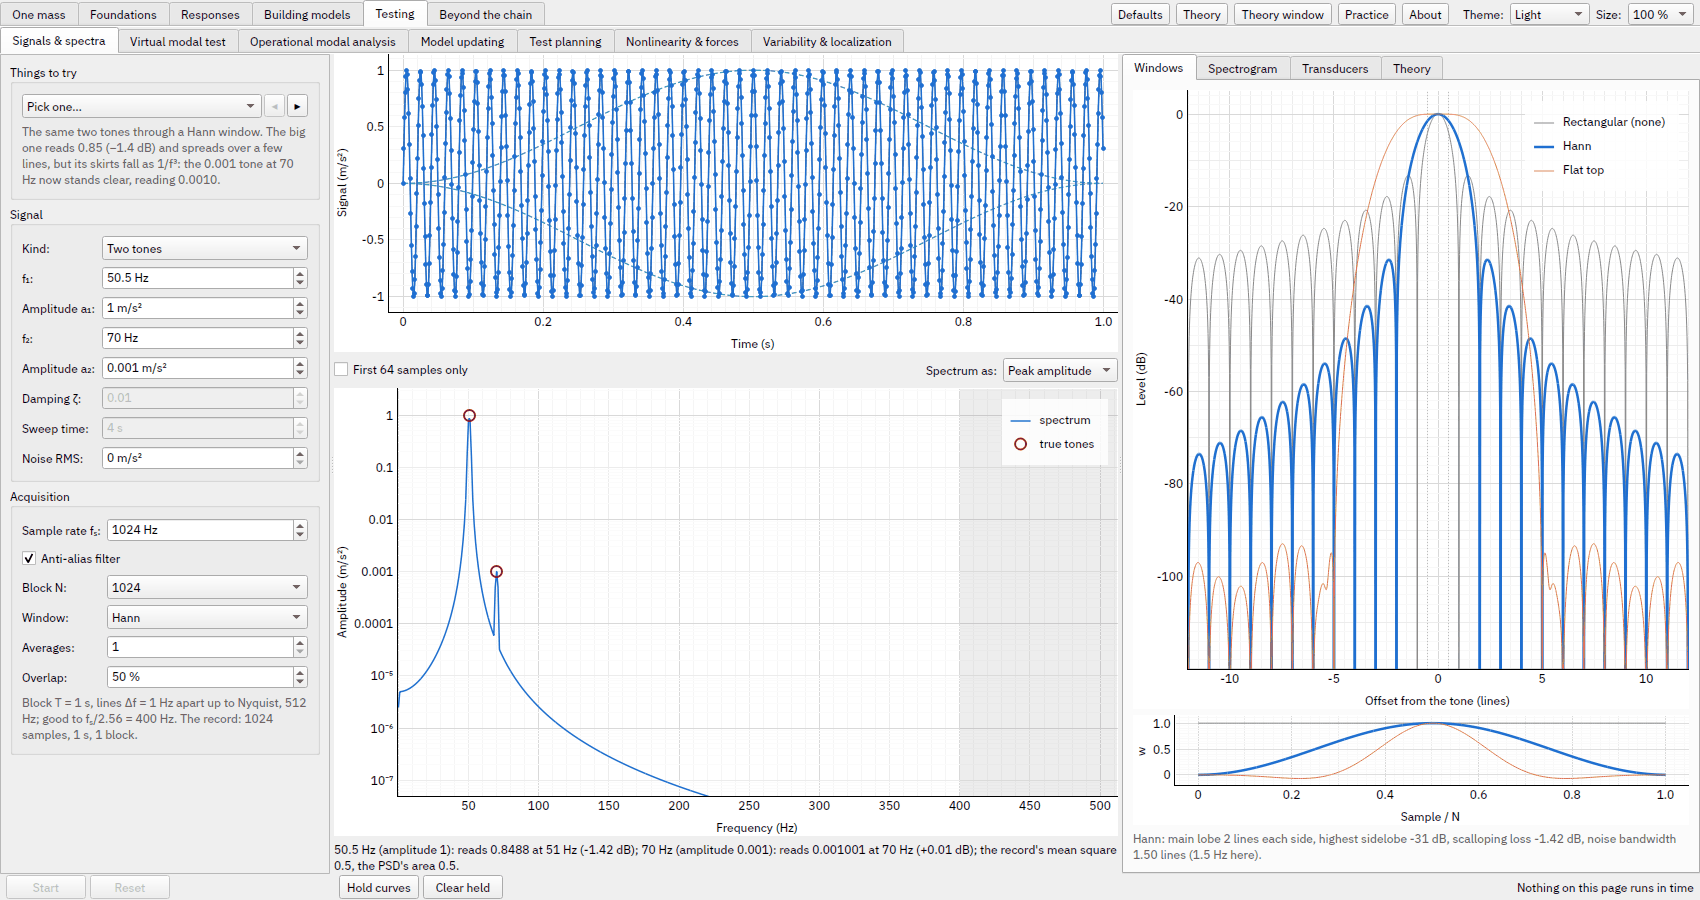 One mass
Foundations
Responses
Building models
Testing
Beyond the chain
Defaults
Theory
Theory window
Practice
About
Theme:
Light
Size:
100 %
Signals & spectra
Virtual modal test
Operational modal analysis
Model updating
Test planning
Nonlinearity & forces
Variability & localization
Things to try
Pick one...
The same two tones through a Hann window. The big
one reads 0.85 (−1.4 dB) and spreads over a few
lines, but its skirts fall as 1/f³: the 0.001 tone at 70
Hz now stands clear, reading 0.0010.
Signal
Kind:
Two tones
f₁:
50.5 Hz
Amplitude a₁:
1 m/s²
f₂:
70 Hz
Amplitude a₂:
0.001 m/s²
Damping ζ:
0.01
Sweep time:
4 s
Noise RMS:
0 m/s²
Acquisition
Sample rate fₛ:
1024 Hz
Anti-alias filter
Block N:
1024
Window:
Hann
Averages:
1
Overlap:
50 %
Block T = 1 s, lines Δf = 1 Hz apart up to Nyquist, 512
Hz; good to fₛ/2.56 = 400 Hz. The record: 1024
samples, 1 s, 1 block.
Start
Reset
Signal (m/s²)
1
0.5
0
-0.5
-1
0
0.2
0.4
0.6
0.8
1.0
Time (s)
First 64 samples only
Spectrum as:
Peak amplitude
Amplitude (m/s²)
1
0.1
0.01
0.001
0.0001
10⁻⁵
10⁻⁶
10⁻⁷
spectrum
true tones
50
100
150
200
250
300
350
400
450
500
Frequency (Hz)
50.5 Hz (amplitude 1): reads 0.8488 at 51 Hz (-1.42 dB); 70 Hz (amplitude 0.001): reads 0.001001 at 70 Hz (+0.01 dB); the record's mean square
0.5, the PSD's area 0.5.
Hold curves
Clear held
Windows
Spectrogram
Transducers
Theory
Level (dB)
0
-20
-40
-60
-80
-100
Rectangular (none)
Hann
Flat top
-10
-5
0
5
10
Offset from the tone (lines)
w
1.0
0.5
0
0
0.2
0.4
0.6
0.8
1.0
Sample / N
Hann: main lobe 2 lines each side, highest sidelobe -31 dB, scalloping loss -1.42 dB, noise bandwidth
1.50 lines (1.5 Hz here).
Nothing on this page runs in time